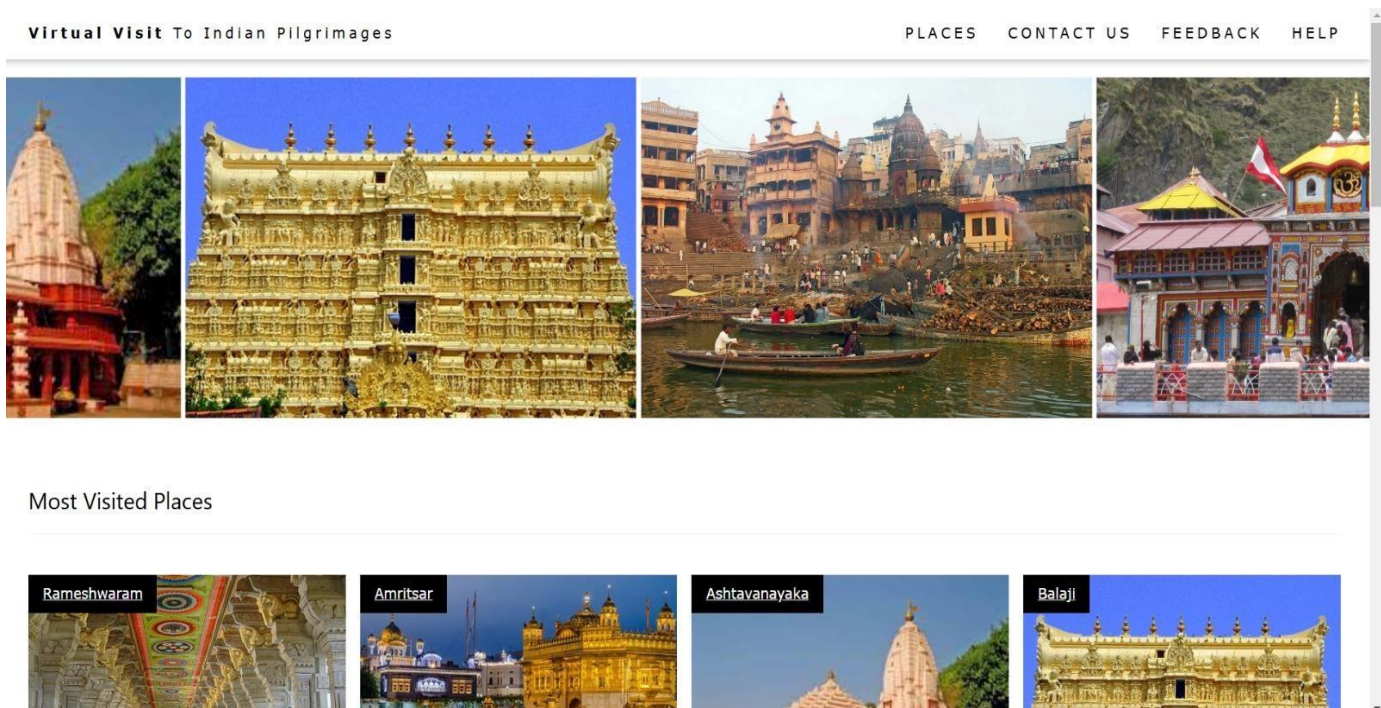 Virtual Visit To Indian Pilgrimages
PLACES CONTACT US FEEDBACK HELP
ॐ
Most Visited Places
Rameshwaram
Amritsar
Ashtavanayaka
Balaji